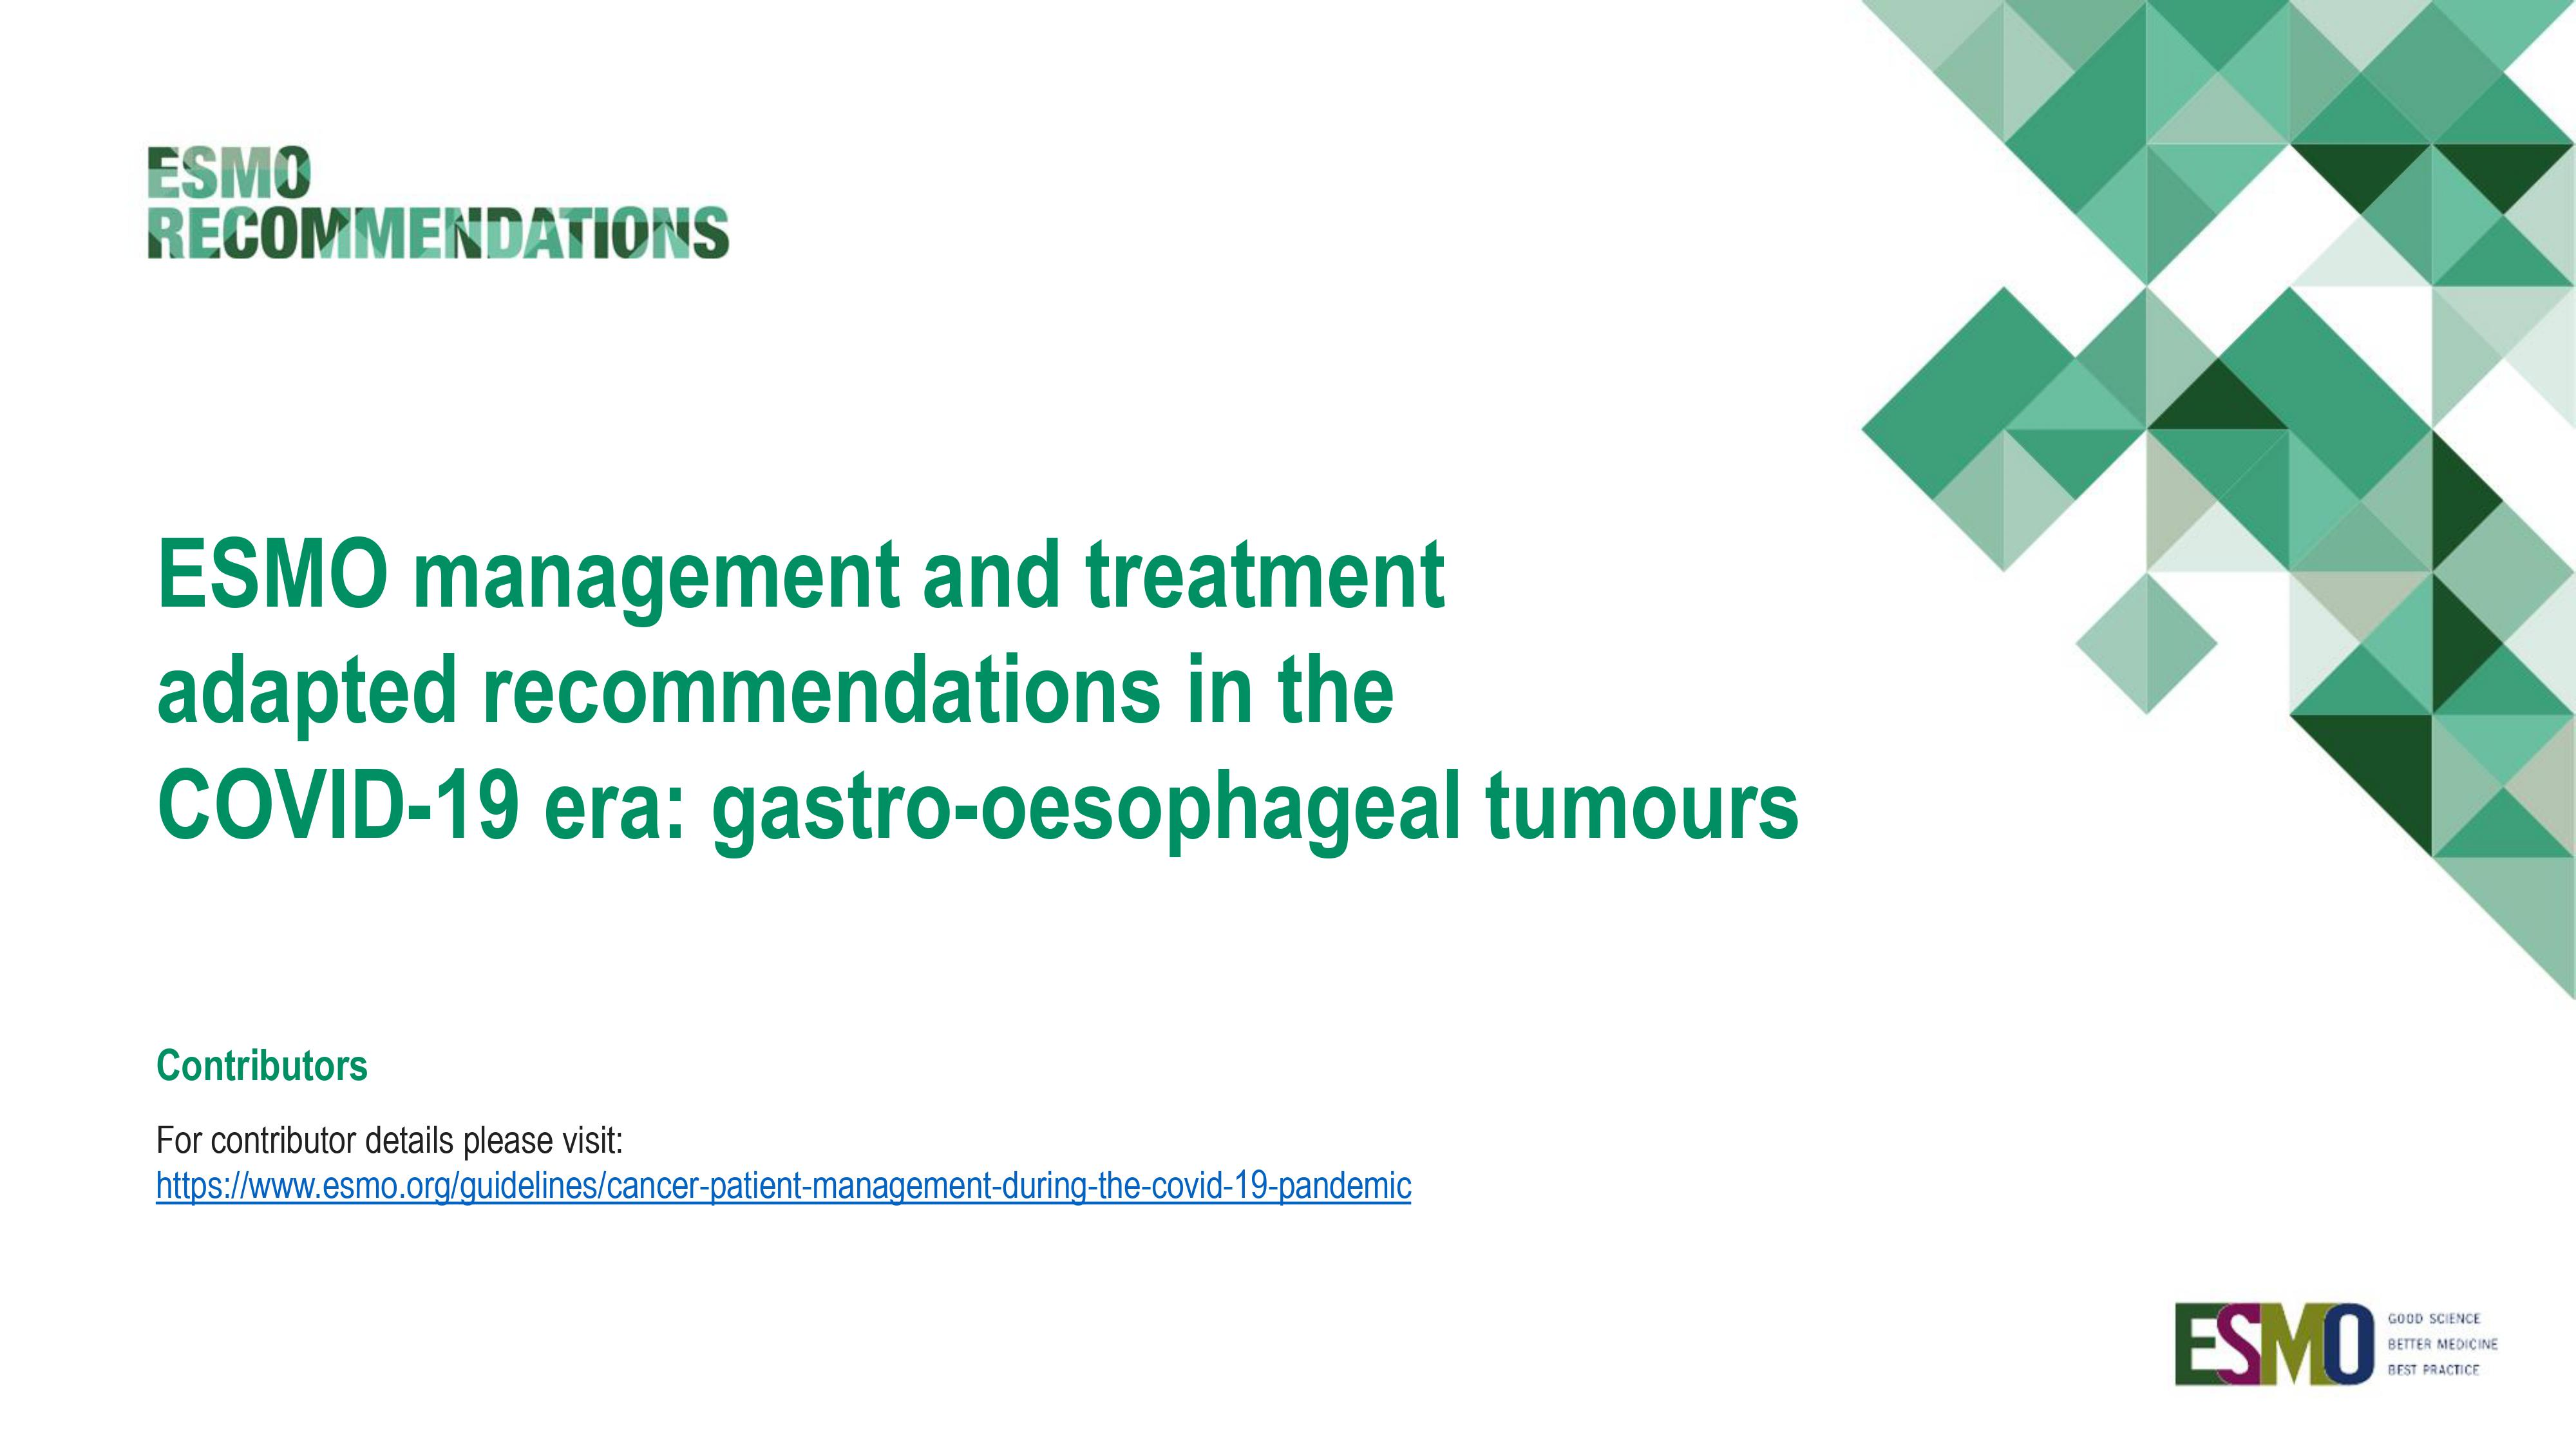 ESMO
RECOMMENDATIONS
ESMO management and treatment
adapted recommendations in the
COVID-19 era: gastro-oesophageal tumours
Contributors
For contributor details please visit:
https://www.esmo.org/guidelines/cancer-patient-management-during-the-covid-19-pandemic
ESMO
GOOD SCIENCE
BETTER MEDICINE
BEST PRACTICE